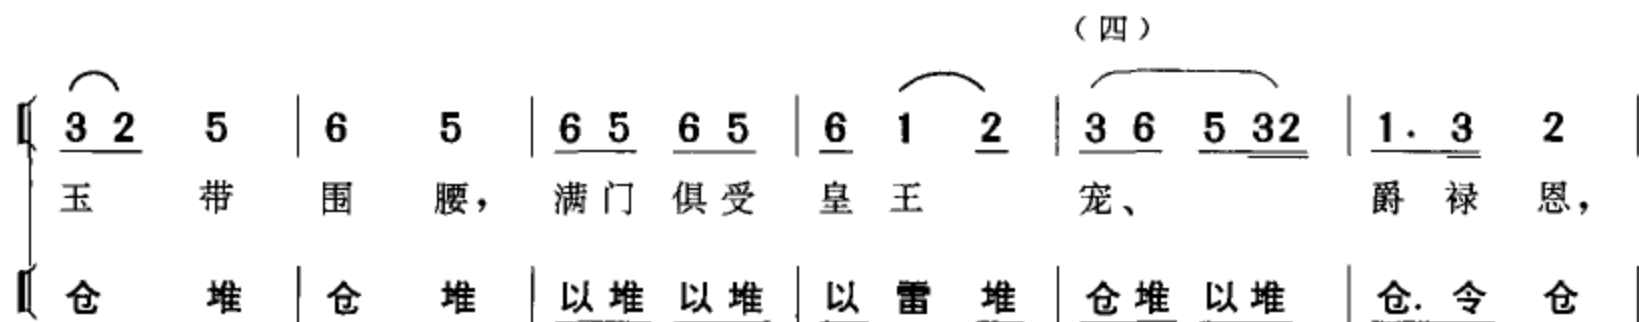 （四）
3 2 5 | 6 5 | 6 5 6 5 | 6 1 2 | 3 6 5 32 | 1. 3 2 |
玉 带 围 腰，满门 俱受 皇王 宠、 爵 禄 恩，
仓 堆 | 仓 堆 | 以堆 以堆 | 以 雷 堆 | 仓堆 以堆 | 仓. 令 仓 |